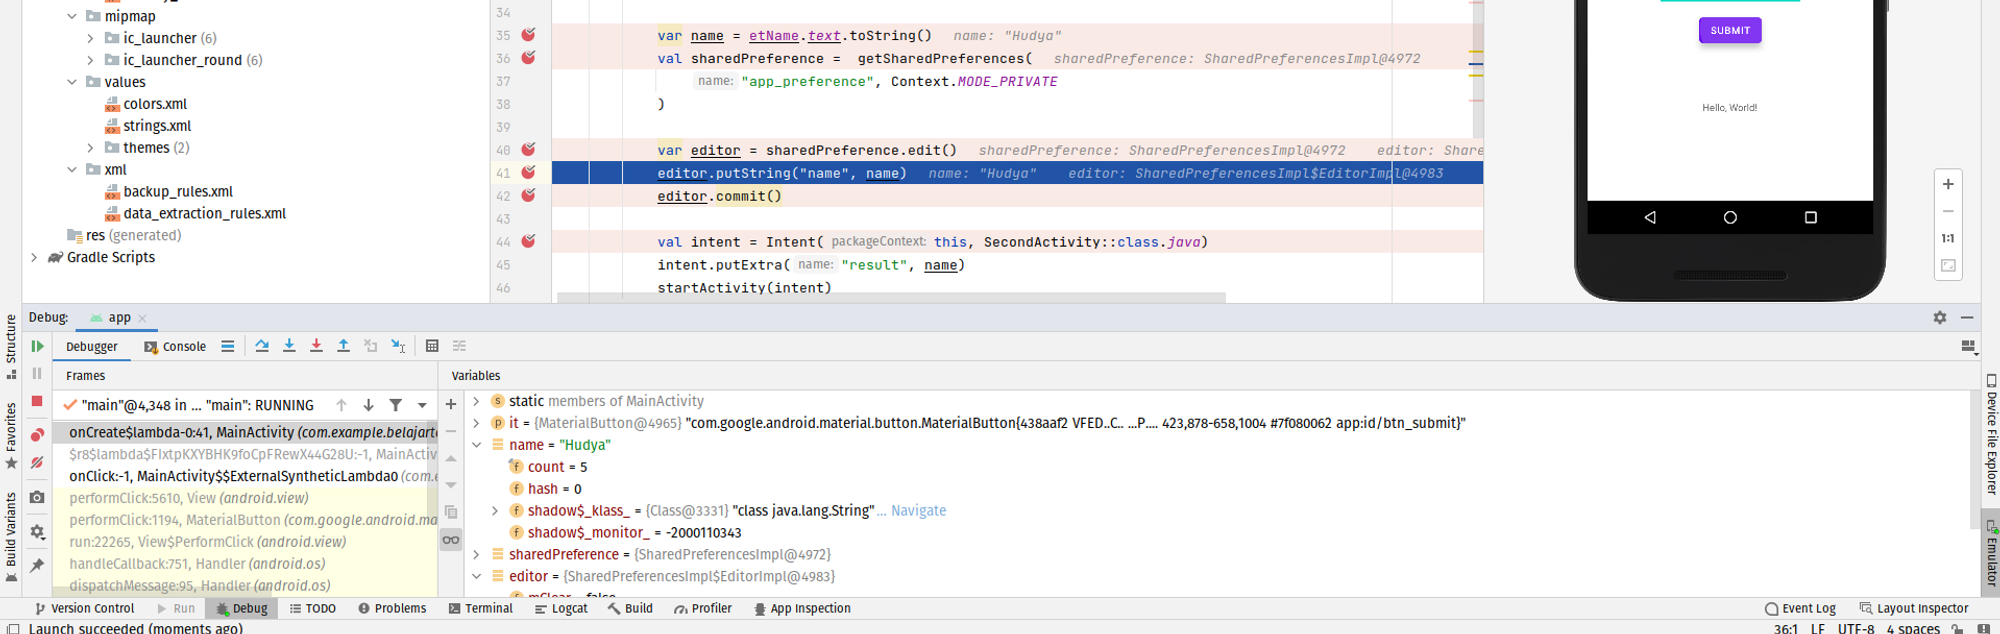 mipmap
ic_launcher (6)
ic_launcher_round (6)
values
colors.xml
strings.xml
themes (2)
xml
backup_rules.xml
data_extraction_rules.xml
res (generated)
Gradle Scripts
34
35 var name = etName.text.toString() name: "Hudya"
36 val sharedPreference = getSharedPreferences( sharedPreference: SharedPreferencesImpl@4972
37 name: "app_preference", Context.MODE_PRIVATE
38 )
39
40 var editor = sharedPreference.edit() sharedPreference: SharedPreferencesImpl@4972 editor: Share
41 editor.putString("name", name) name: "Hudya" editor: SharedPreferencesImpl$EditorImpl@4983
42 editor.commit()
43
44 val intent = Intent( packageContext: this, SecondActivity::class.java)
45 intent.putExtra( name: "result", name)
46 startActivity(intent)
SUBMIT
Hello, World!
1:1
Debug: app
Debugger Console
Frames
"main"@4,348 in ... "main": RUNNING
onCreate$lambda-0:41, MainActivity (com.example.belajarto
$r8$lambda$FIxtpKXYBHK9foCpFRewX44G28U:-1, MainActiv
onClick:-1, MainActivity$$ExternalSyntheticLambda0 (com.e
performClick:5610, View (android.view)
performClick:1194, MaterialButton (com.google.android.ma
run:22265, View$PerformClick (android.view)
handleCallback:751, Handler (android.os)
dispatchMessage:95, Handler (android.os)
Variables
static members of MainActivity
it = {MaterialButton@4965} "com.google.android.material.button.MaterialButton{438aaf2 VFED..C.. ...P.... 423,878-658,1004 #7f080062 app:id/btn_submit}"
name = "Hudya"
count = 5
hash = 0
shadow$_klass_ = {Class@3331} "class java.lang.String"... Navigate
shadow$_monitor_ = -2000110343
sharedPreference = {SharedPreferencesImpl@4972}
editor = {SharedPreferencesImpl$EditorImpl@4983}
mClear = false
Structure
Favorites
Build Variants
Device File Explorer
Emulator
Version Control Run Debug TODO Problems Terminal Logcat Build Profiler App Inspection Event Log Layout Inspector
Launch succeeded (moments ago) 36:1 LF UTF-8 4 spaces